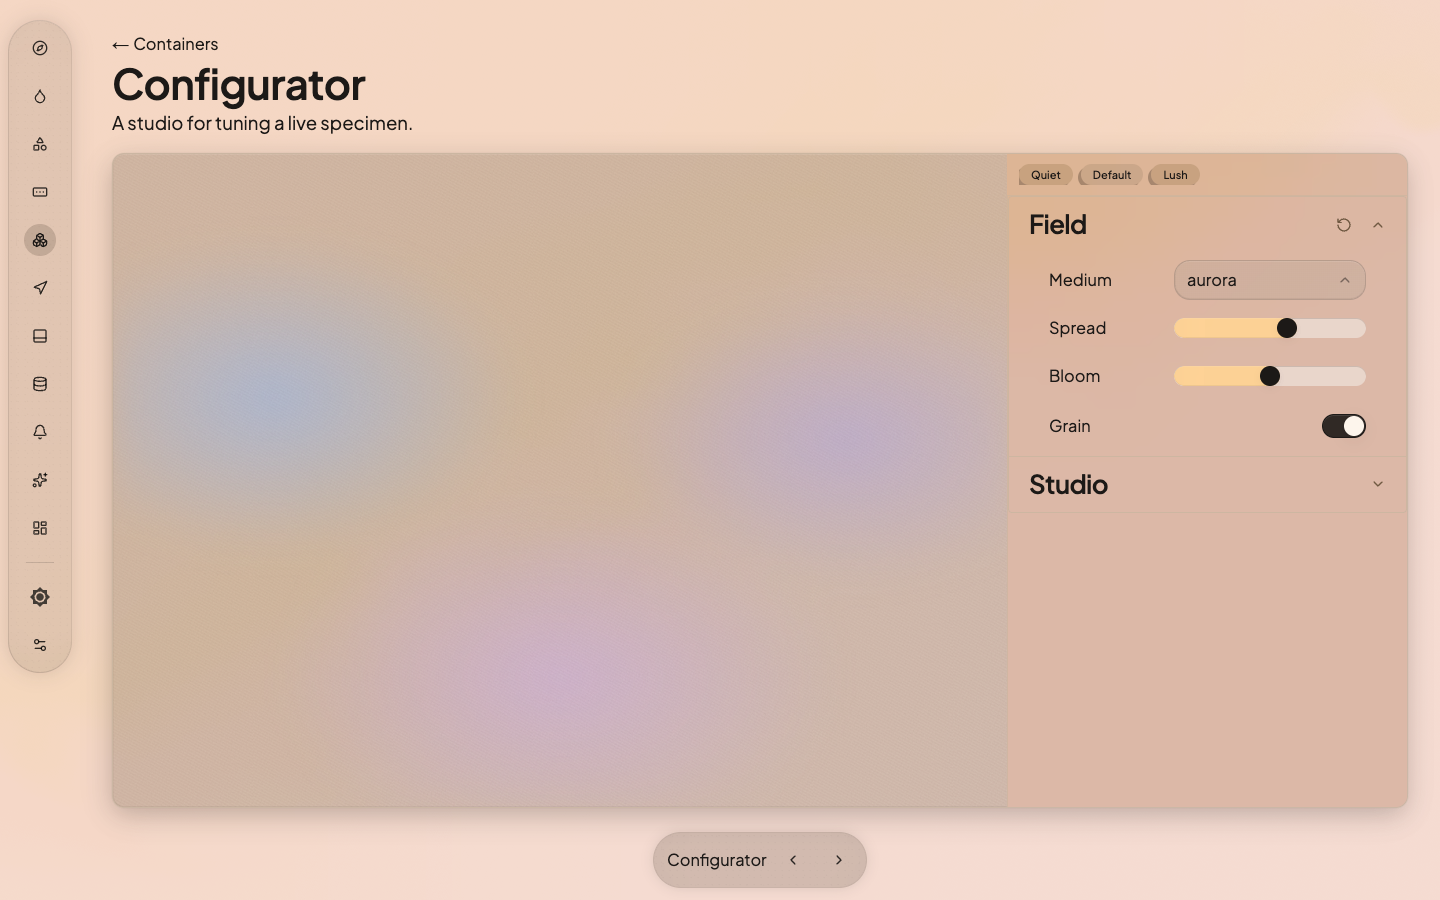 ← Containers
Configurator
A studio for tuning a live specimen.
Quiet
Default
Lush
Field
Medium
aurora
Spread
Bloom
Grain
Studio
Configurator